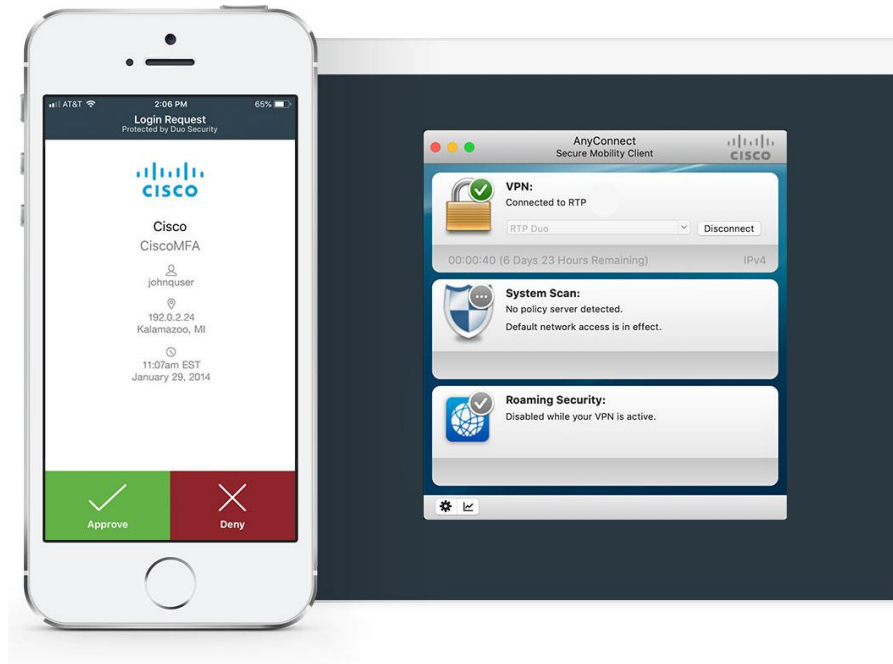 AT&T
2:06 PM
65%
Login Request
Protected by Duo Security
CISCO
Cisco
CiscoMFA
johnquser
192.0.2.24
Kalamazoo, MI
11:07am EST
January 29, 2014
Approve
Deny
AnyConnect
Secure Mobility Client
CISCO
VPN:
Connected to RTP
RTP Duo
Disconnect
00:00:40 (6 Days 23 Hours Remaining)
IPv4
System Scan:
No policy server detected.
Default network access is in effect.
Roaming Security:
Disabled while your VPN is active.